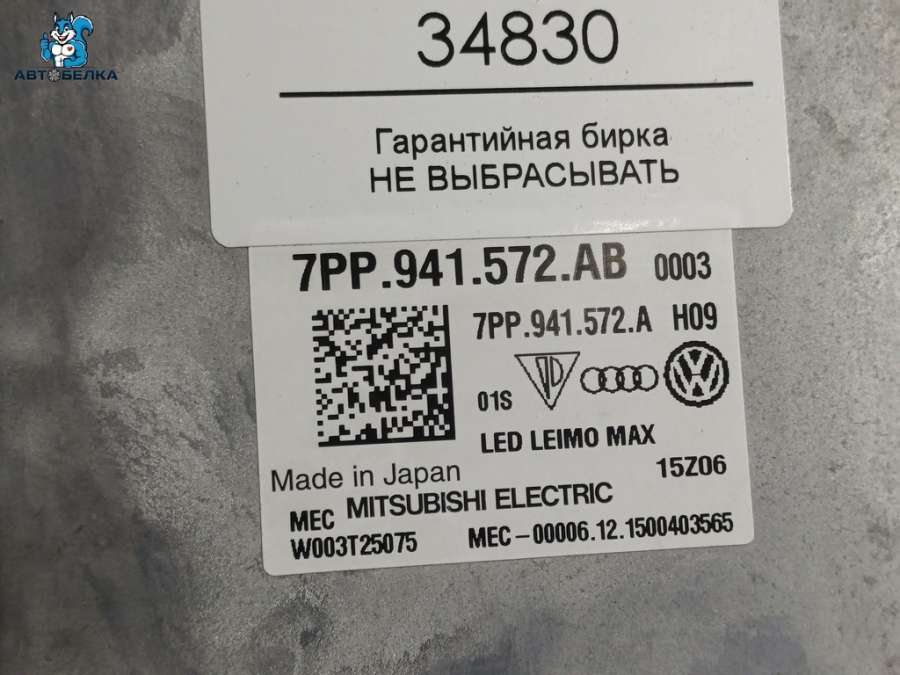 АВТОБЕЛКА
34830
Гарантийная бирка
НЕ ВЫБРАСЫВАТЬ
7PP.941.572.AB 0003
7PP.941.572.A H09
01S
LED LEIMO MAX
15Z06
Made in Japan
MEC MITSUBISHI ELECTRIC
W003T25075 MEC-00006.12.1500403565